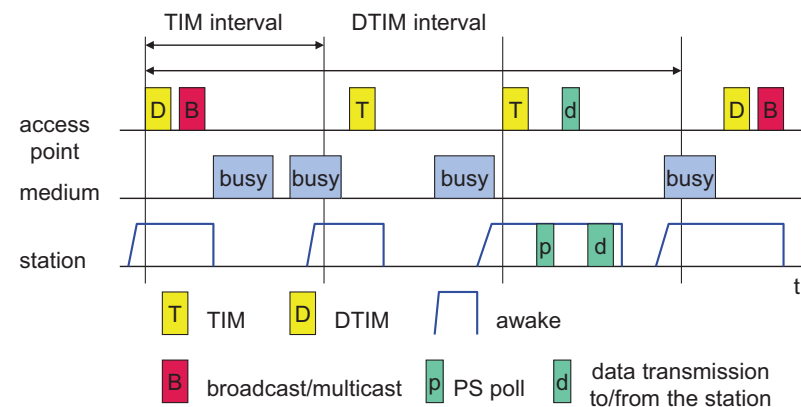 TIM interval
DTIM interval
D B T T d D B
access
point
busy busy busy busy
medium
station
p d
t
T TIM D DTIM awake
B broadcast/multicast p PS poll d data transmission
to/from the station